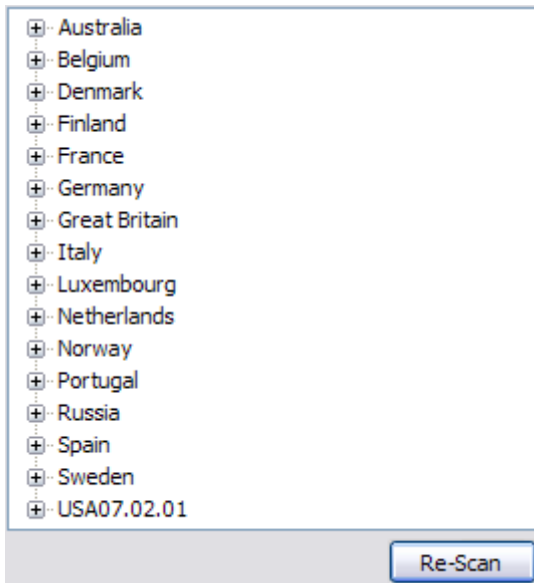 Australia
Belgium
Denmark
Finland
France
Germany
Great Britain
Italy
Luxembourg
Netherlands
Norway
Portugal
Russia
Spain
Sweden
USA07.02.01
Re-Scan